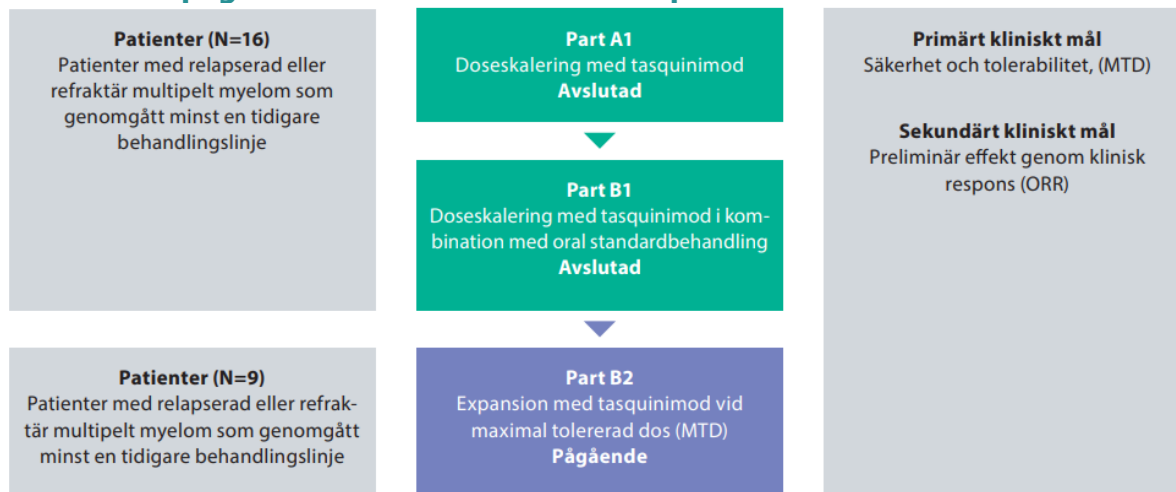 Patienter (N=16)
Patienter med relapserad eller
refraktär multipelt myelom som
genomgått minst en tidigare
behandlingslinje
Part A1
Doseskalering med tasquinimod
Avslutad
Part B1
Doseskalering med tasquinimod i kom-
bination med oral standardbehandling
Avslutad
Primärt kliniskt mål
Säkerhet och tolerabilitet, (MTD)
Sekundärt kliniskt mål
Preliminär effekt genom klinisk
respons (ORR)
Patienter (N=9)
Patienter med relapserad eller refrak-
tär multipelt myelom som genomgått
minst en tidigare behandlingslinje
Part B2
Expansion med tasquinimod vid
maximal tolererad dos (MTD)
Pågående